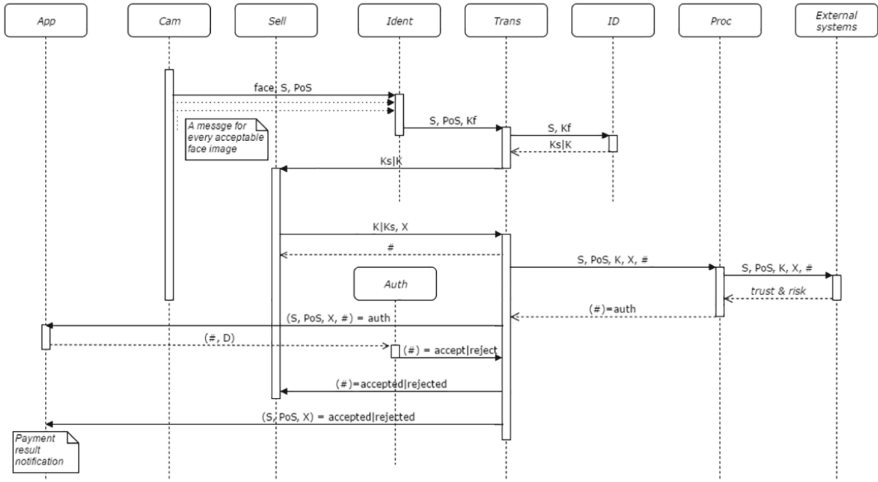 App
Cam
Sell
Ident
Trans
ID
Proc
External
systems
face, S, PoS
A messge for
every acceptable
face image
S, PoS, Kf
S, Kf
Ks|K
Ks|K
K|Ks, X
#
S, PoS, K, X, #
S, PoS, K, X, #
trust & risk
Auth
(#)=auth
(S, PoS, X, #) = auth
(#, D)
(#) = accept|reject
(#)=accepted|rejected
(S, PoS, X) = accepted|rejected
Payment
result
notification